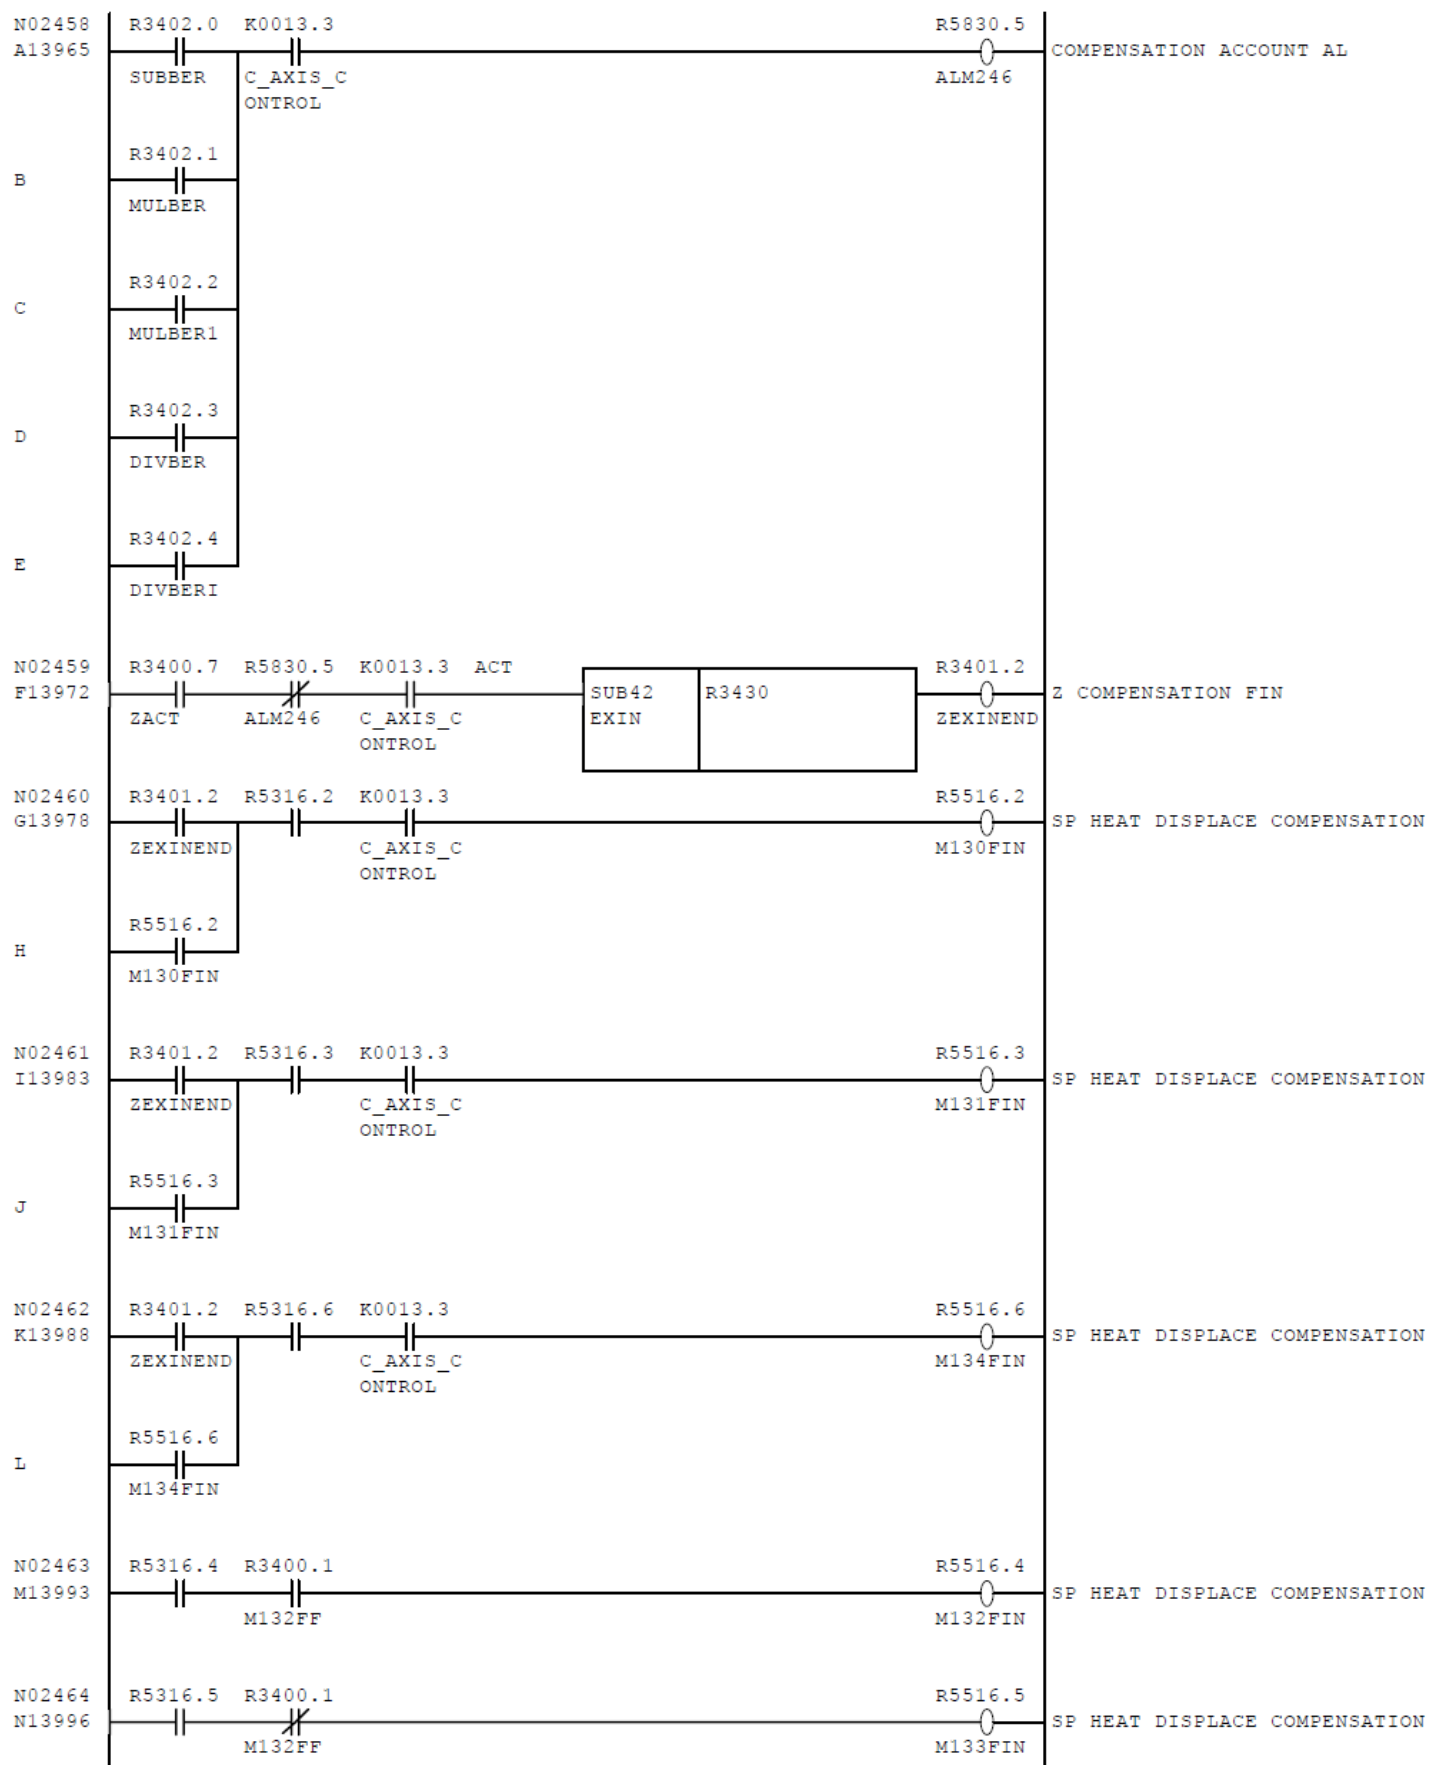 N02458 R3402.0 K0013.3 R5830.5
A13965 COMPENSATION ACCOUNT AL
SUBBER C_AXIS_C ALM246
ONTROL
R3402.1
B
MULBER
R3402.2
C
MULBER1
R3402.3
D
DIVBER
R3402.4
E
DIVBERI
N02459 R3400.7 R5830.5 K0013.3 ACT R3401.2
F13972 SUB42 R3430 Z COMPENSATION FIN
ZACT ALM246 C_AXIS_C EXIN ZEXINEND
ONTROL
N02460 R3401.2 R5316.2 K0013.3 R5516.2
G13978 SP HEAT DISPLACE COMPENSATION
ZEXINEND C_AXIS_C M130FIN
ONTROL
R5516.2
H
M130FIN
N02461 R3401.2 R5316.3 K0013.3 R5516.3
I13983 SP HEAT DISPLACE COMPENSATION
ZEXINEND C_AXIS_C M131FIN
ONTROL
R5516.3
J
M131FIN
N02462 R3401.2 R5316.6 K0013.3 R5516.6
K13988 SP HEAT DISPLACE COMPENSATION
ZEXINEND C_AXIS_C M134FIN
ONTROL
R5516.6
L
M134FIN
N02463 R5316.4 R3400.1 R5516.4
M13993 SP HEAT DISPLACE COMPENSATION
M132FF M132FIN
N02464 R5316.5 R3400.1 R5516.5
N13996 SP HEAT DISPLACE COMPENSATION
M132FF M133FIN